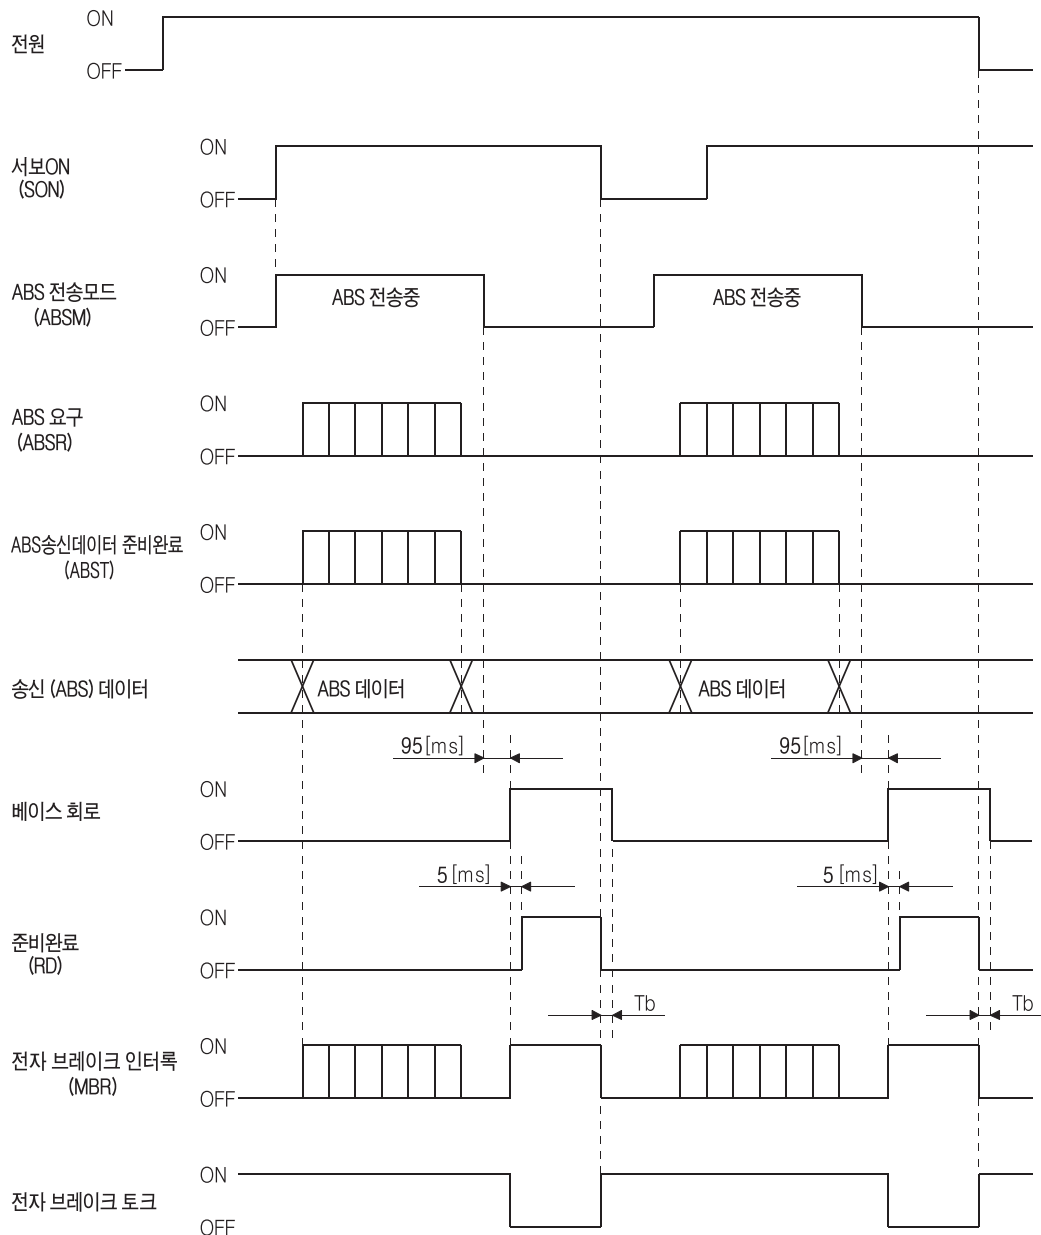 ON
전원
OFF
ON
서보ON
(SON)
OFF
ON
ABS 전송모드
(ABSM)
OFF
ABS 전송중
ABS 전송중
ON
ABS 요구
(ABSR)
OFF
ON
ABS송신데이터 준비완료
(ABST)
OFF
송신 (ABS) 데이터
ABS 데이터
ABS 데이터
95[ms]
95[ms]
ON
베이스 회로
OFF
5 [ms]
5 [ms]
ON
준비완료
(RD)
OFF
Tb
Tb
ON
전자 브레이크 인터록
(MBR)
OFF
ON
전자 브레이크 토크
OFF